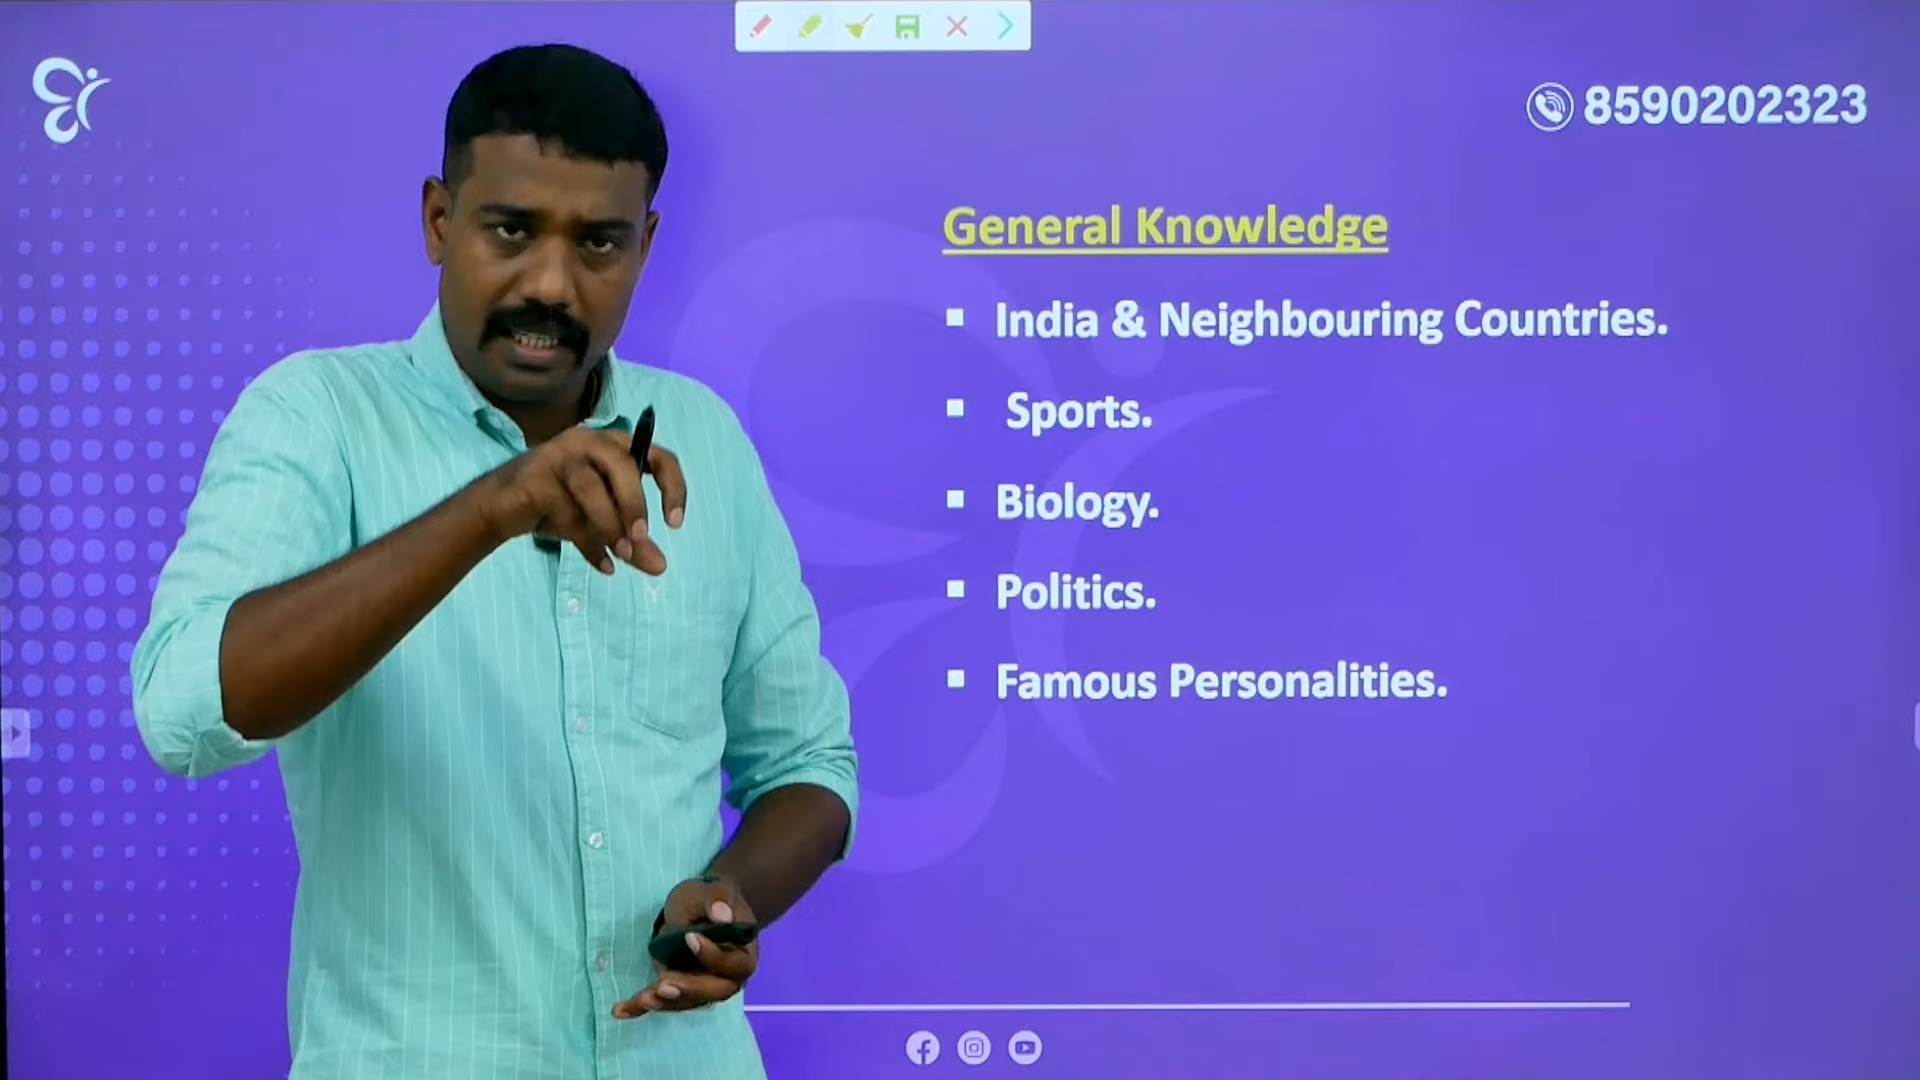 8590202323
General Knowledge
▪ India & Neighbouring Countries.
▪ Sports.
▪ Biology.
▪ Politics.
▪ Famous Personalities.